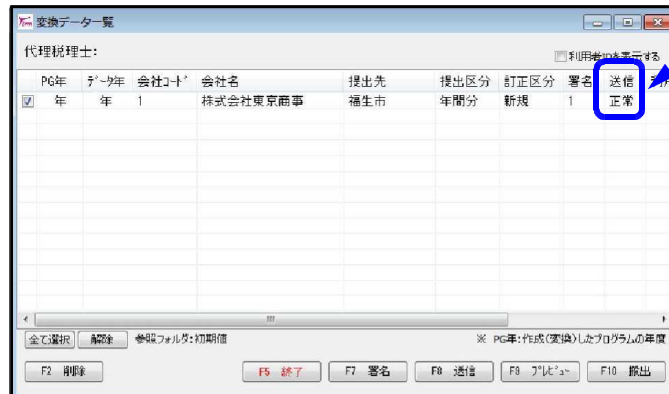 変換データ一覧
代理税理士:
利用者IDを表示する
PG年 データ年 会社コード 会社名 提出先 提出区分 訂正区分 署名 送信
年 年 1 株式会社東京商事 福生市 年間分 新規 1 正常
全て選択 解除 参照フォルダ:初期値 ※ PG年:作成(変換)したプログラムの年度
F2 削除 F5 終了 F7 署名 F8 送信 F9 プレビュー F10 搬出